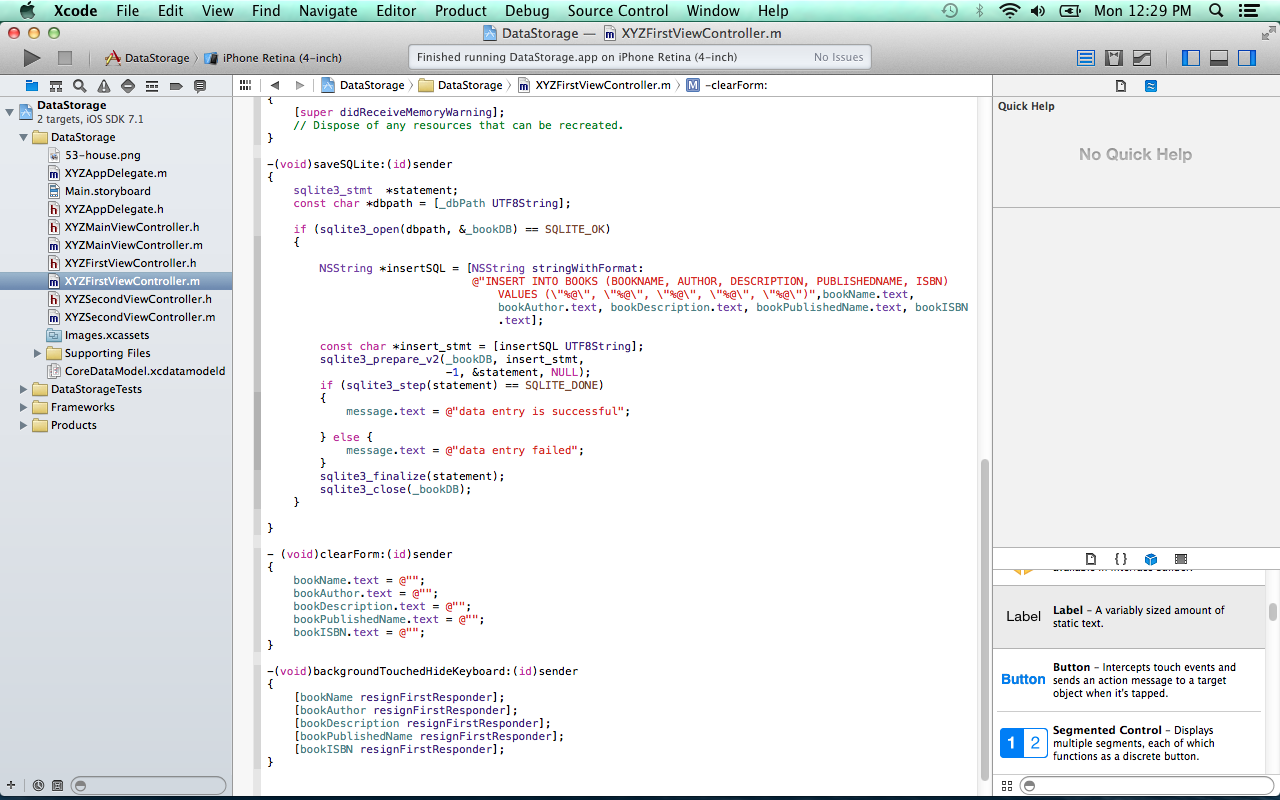 Xcode File Edit View Find Navigate Editor Product Debug Source Control Window Help Mon 12:29 PM
DataStorage — XYZFirstViewController.m
DataStorage iPhone Retina (4-inch) Finished running DataStorage.app on iPhone Retina (4-inch) No Issues
DataStorage DataStorage XYZFirstViewController.m M -clearForm:
DataStorage
2 targets, iOS SDK 7.1
DataStorage
53-house.png
m XYZAppDelegate.m
Main.storyboard
h XYZAppDelegate.h
h XYZMainViewController.h
m XYZMainViewController.m
h XYZFirstViewController.h
m XYZFirstViewController.m
h XYZSecondViewController.h
m XYZSecondViewController.m
Images.xcassets
Supporting Files
CoreDataModel.xcdatamodeld
DataStorageTests
Frameworks
Products
{
[super didReceiveMemoryWarning];
// Dispose of any resources that can be recreated.
}
-(void)saveSQLite:(id)sender
{
sqlite3_stmt *statement;
const char *dbpath = [_dbPath UTF8String];
if (sqlite3_open(dbpath, &_bookDB) == SQLITE_OK)
{
NSString *insertSQL = [NSString stringWithFormat:
@"INSERT INTO BOOKS (BOOKNAME, AUTHOR, DESCRIPTION, PUBLISHEDNAME, ISBN)
VALUES (\"%@\", \"%@\", \"%@\", \"%@\", \"%@\")",bookName.text,
bookAuthor.text, bookDescription.text, bookPublishedName.text, bookISBN
.text];
const char *insert_stmt = [insertSQL UTF8String];
sqlite3_prepare_v2(_bookDB, insert_stmt,
-1, &statement, NULL);
if (sqlite3_step(statement) == SQLITE_DONE)
{
message.text = @"data entry is successful";
} else {
message.text = @"data entry failed";
}
sqlite3_finalize(statement);
sqlite3_close(_bookDB);
}
}
- (void)clearForm:(id)sender
{
bookName.text = @"";
bookAuthor.text = @"";
bookDescription.text = @"";
bookPublishedName.text = @"";
bookISBN.text = @"";
}
-(void)backgroundTouchedHideKeyboard:(id)sender
{
[bookName resignFirstResponder];
[bookAuthor resignFirstResponder];
[bookDescription resignFirstResponder];
[bookPublishedName resignFirstResponder];
[bookISBN resignFirstResponder];
}
Quick Help
No Quick Help
{ }
Label
Label – A variably sized amount of
static text.
Button
Button – Intercepts touch events and
sends an action message to a target
object when it's tapped.
1 2
Segmented Control – Displays
multiple segments, each of which
functions as a discrete button.